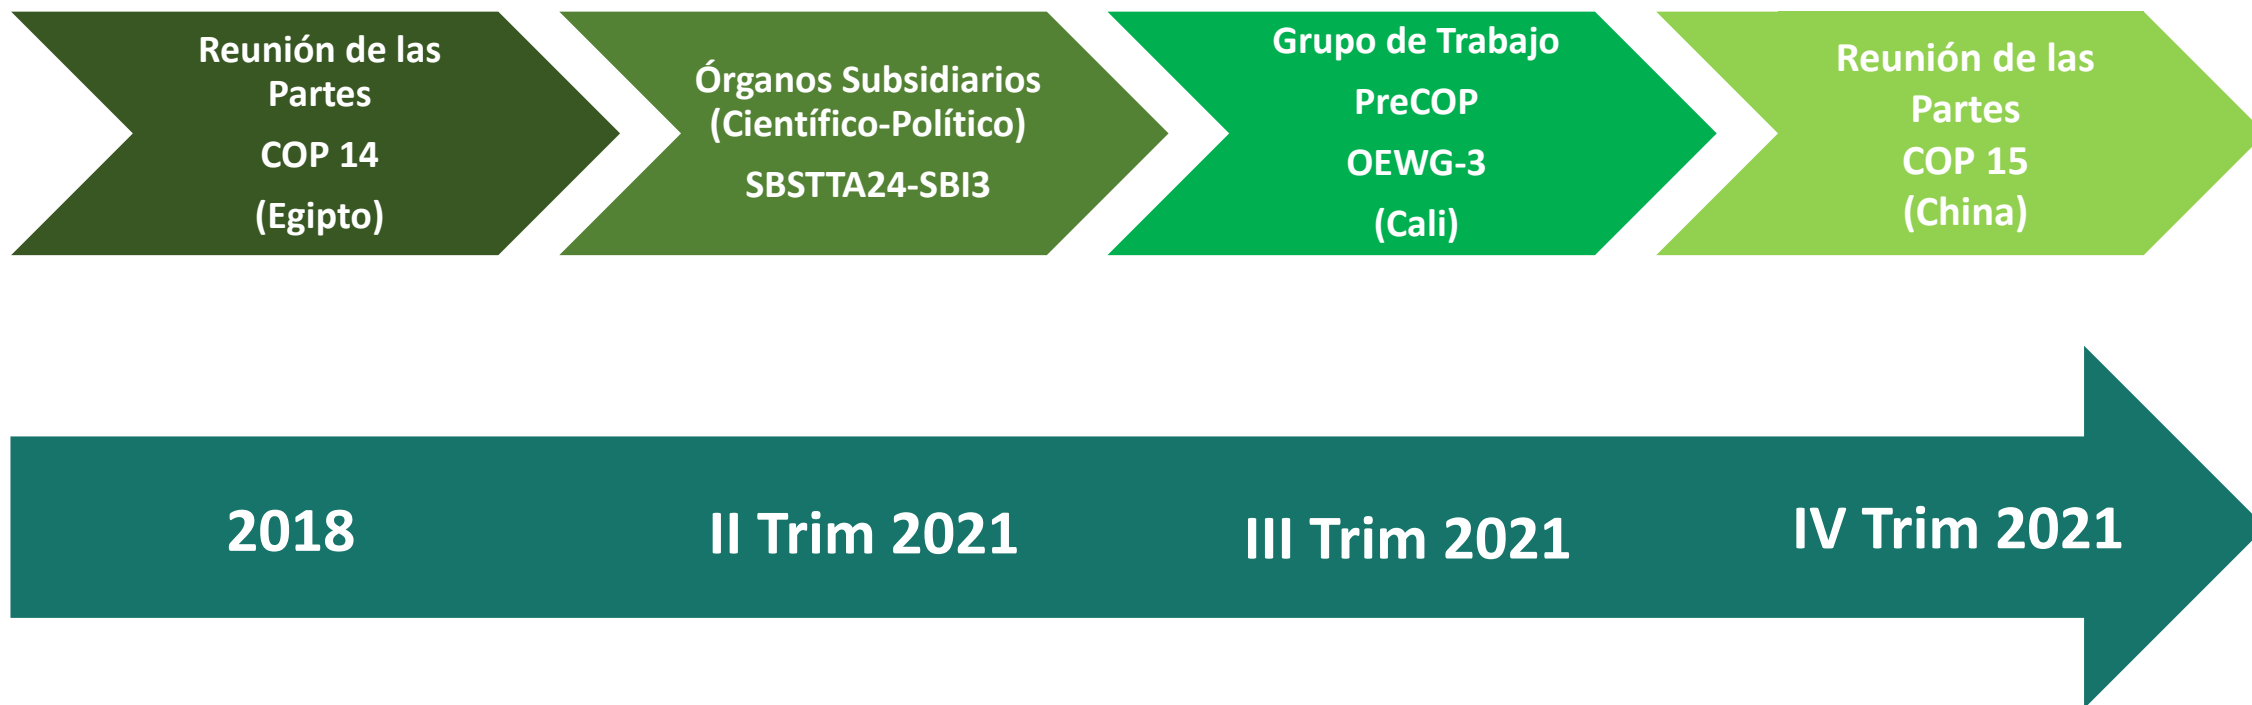 Reunión de las
Partes
COP 14
(Egipto)
Órganos Subsidiarios
(Científico-Político)
SBSTTA24-SBI3
Grupo de Trabajo
PreCOP
OEWG-3
(Cali)
Reunión de las
Partes
COP 15
(China)
2018
II Trim 2021
III Trim 2021
IV Trim 2021